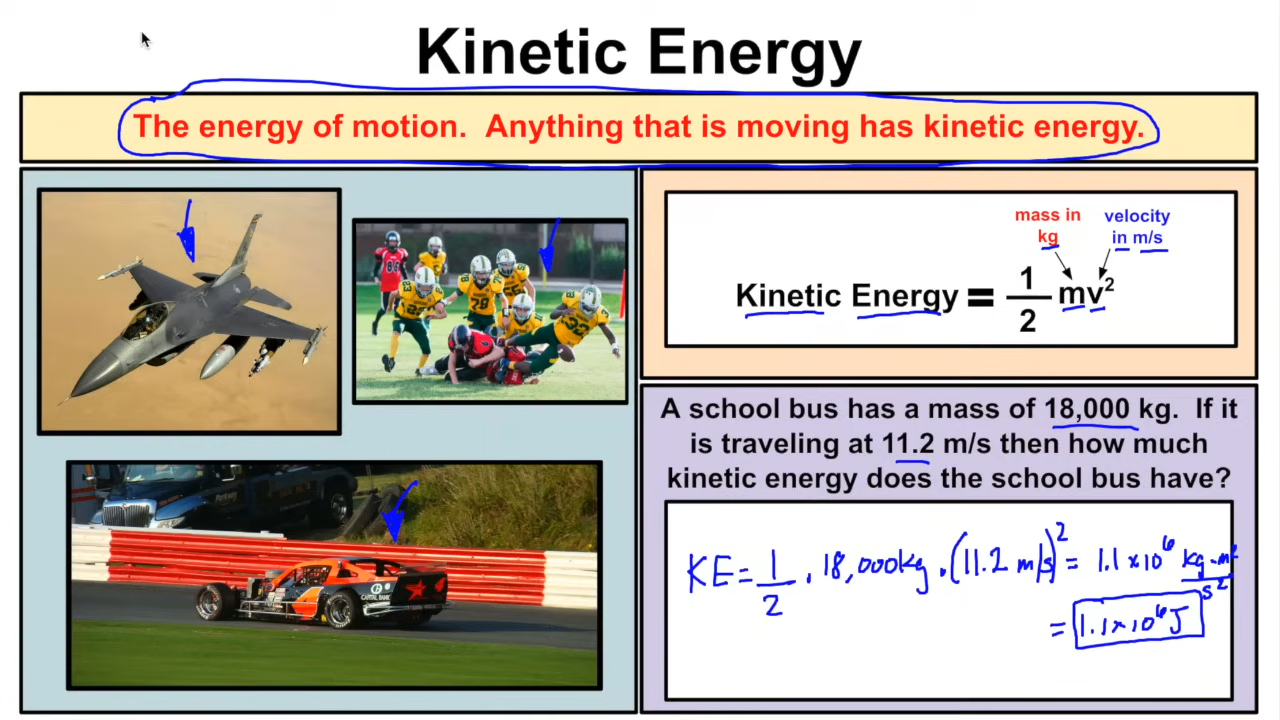 Kinetic Energy
The energy of motion. Anything that is moving has kinetic energy.
mass in
kg
velocity
in m/s
Kinetic Energy = 1/2 mv²
A school bus has a mass of 18,000 kg. If it
is traveling at 11.2 m/s then how much
kinetic energy does the school bus have?
KE = 1/2 · 18,000kg · (11.2 m/s)² = 1.1 x 10⁶ kg·m²/s²
= 1.1 x 10⁶ J
CAPITAL BANK